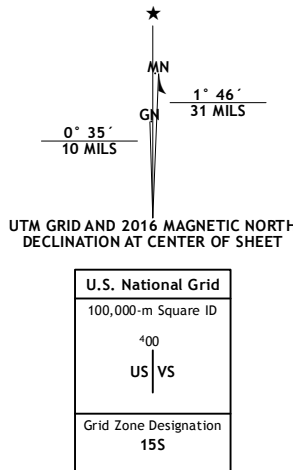 ★
MN
1° 46´
31 MILS
GN
0° 35´
10 MILS
UTM GRID AND 2016 MAGNETIC NORTH
DECLINATION AT CENTER OF SHEET
U.S. National Grid
100,000-m Square ID
⁴00
US VS
Grid Zone Designation
15S